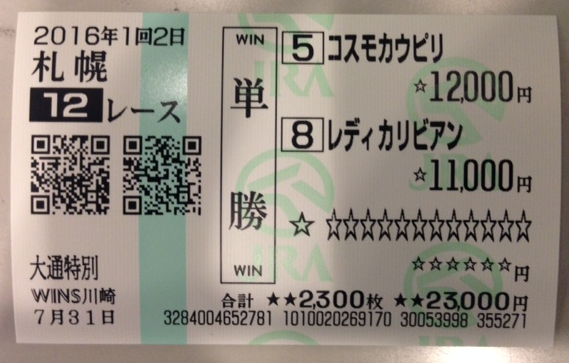 2016年1回2日
札幌
12レース
大通特別
WINS川崎
7月31日
WIN
単
勝
WIN
5 コスモカウピリ
☆12,000円
8 レディカリビアン
☆11,000円
☆ ☆☆☆☆☆☆☆☆☆☆☆☆
☆☆☆☆☆☆円
合計 ★★2,300枚 ★★23,000円
3284004652781 1010020269170 30053998 355271
JRA
JRA
JRA